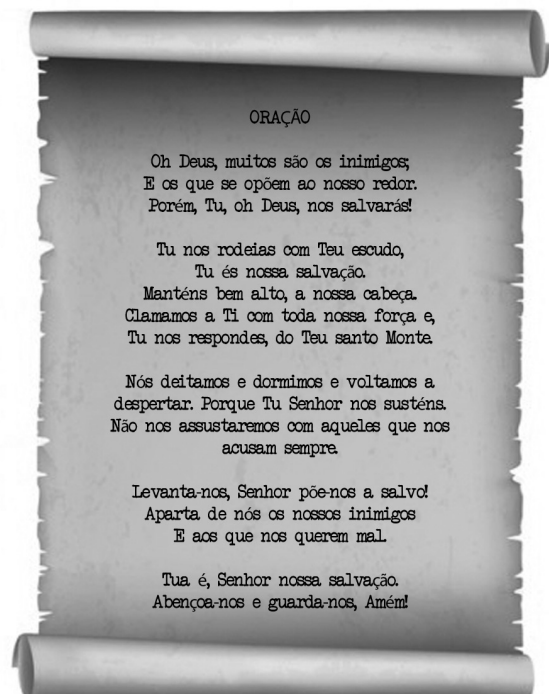 ORAÇÃO
Oh Deus, muitos são os inimigos;
E os que se opõem ao nosso redor.
Porém, Tu, oh Deus, nos salvarás!
Tu nos rodeias com Teu escudo,
Tu és nossa salvação.
Manténs bem alto, a nossa cabeça.
Clamamos a Ti com toda nossa força e,
Tu nos respondes, do Teu santo Monte.
Nós deitamos e dormimos e voltamos a
despertar. Porque Tu Senhor nos susténs.
Não nos assustaremos com aqueles que nos
acusam sempre.
Levanta-nos, Senhor põe-nos a salvo!
Aparta de nós os nossos inimigos
E aos que nos querem mal.
Tua é, Senhor nossa salvação.
Abençoa-nos e guarda-nos, Amém!